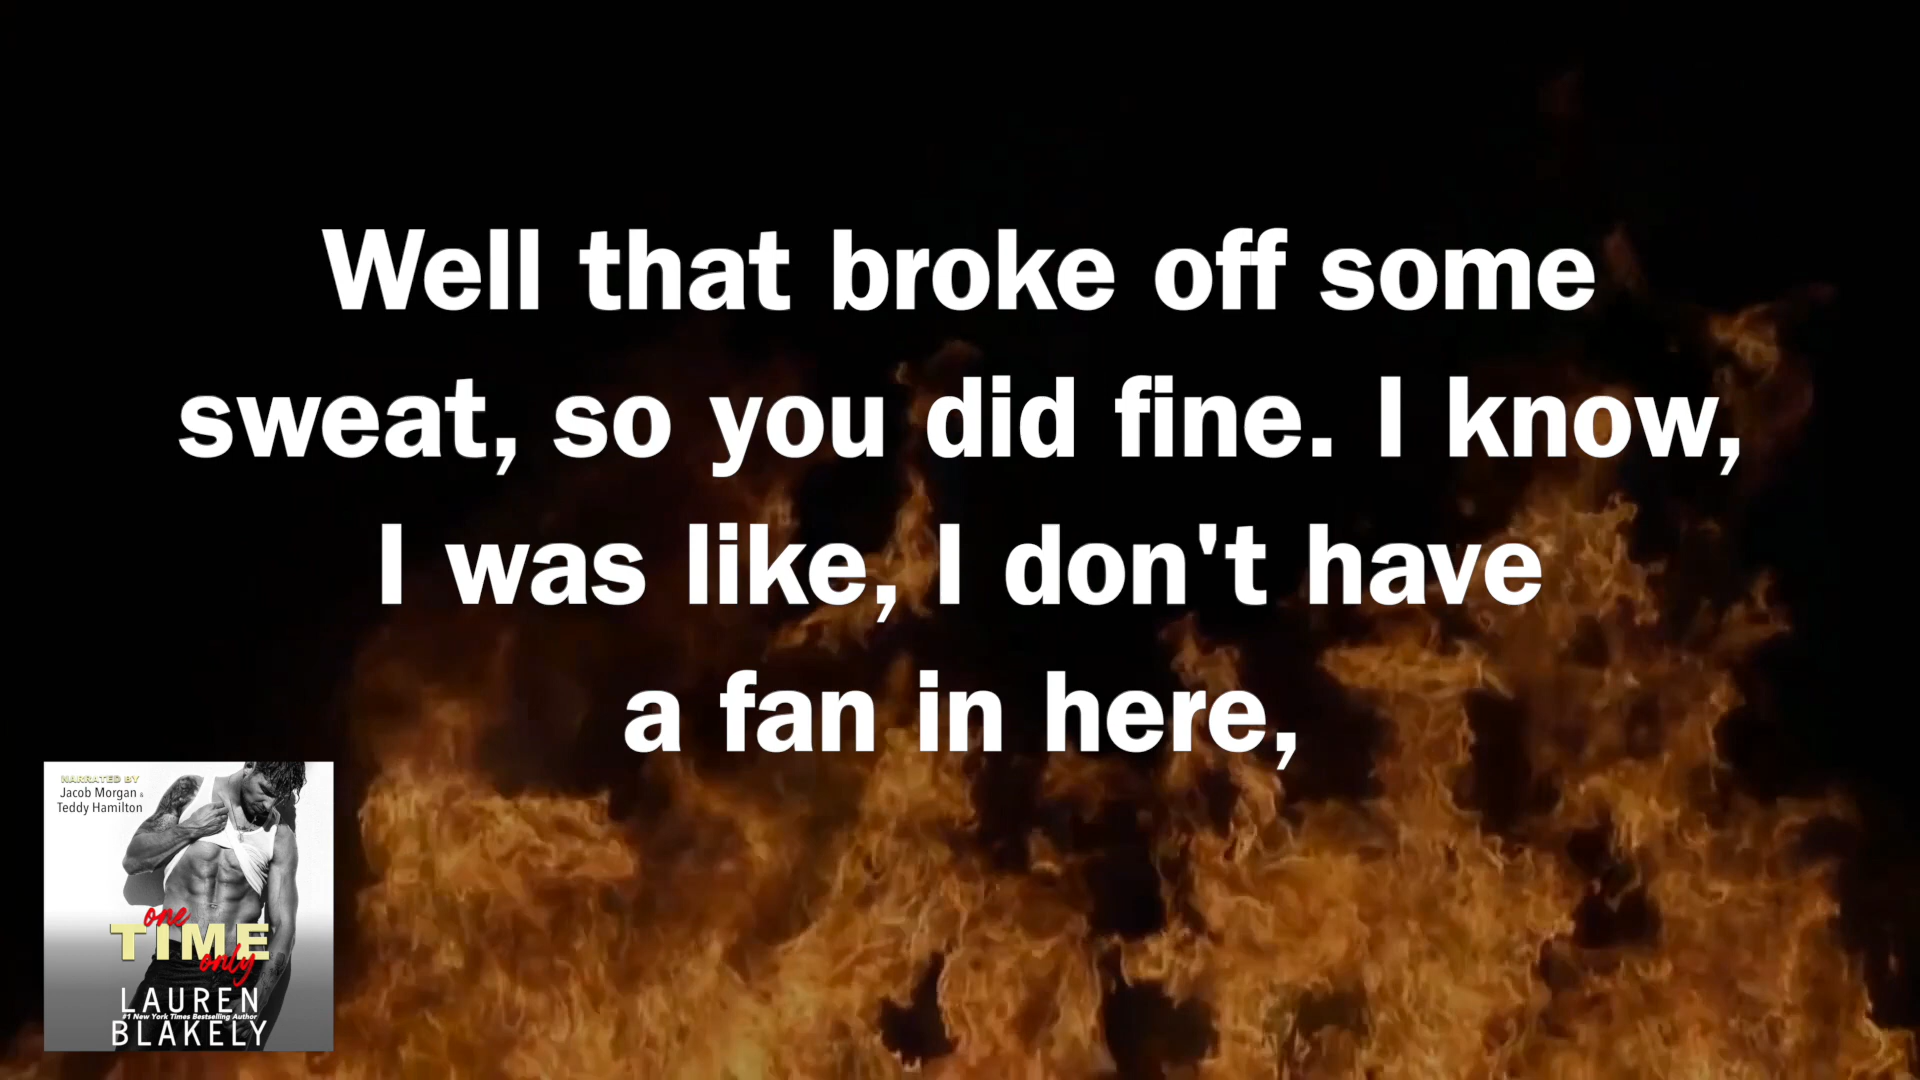 Well that broke off some
sweat, so you did fine. I know,
I was like, I don't have
a fan in here,
NARRATED BY
Jacob Morgan &
Teddy Hamilton
one
TIME
only
LAUREN
#1 New York Times Bestselling Author
BLAKELY